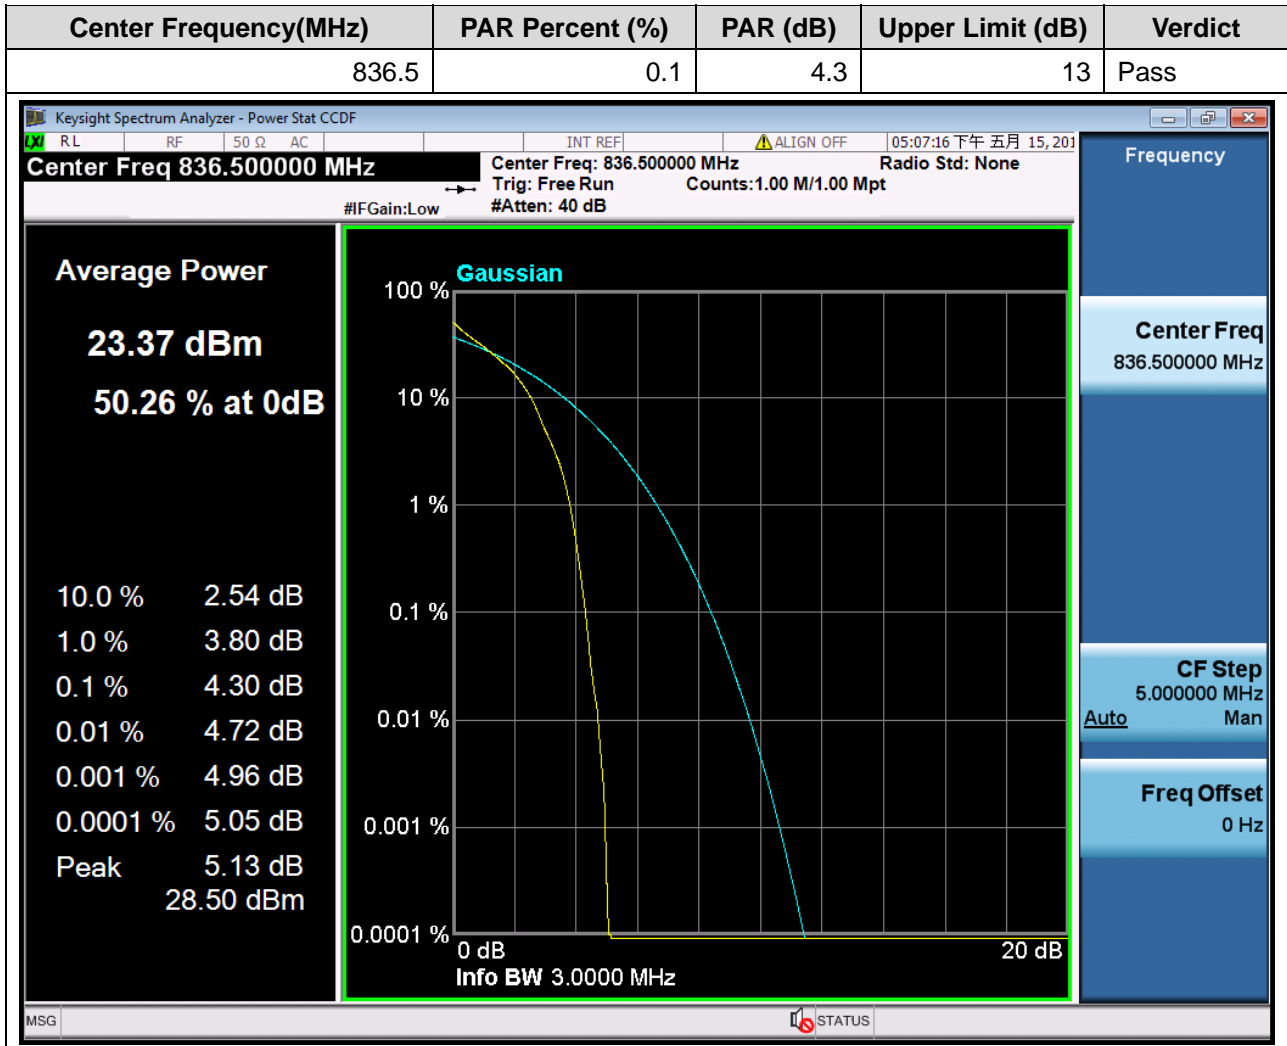 Center Frequency(MHz) PAR Percent (%) PAR (dB) Upper Limit (dB) Verdict
836.5 0.1 4.3 13 Pass
Keysight Spectrum Analyzer - Power Stat CCDF
LXI RL RF 50 Ω AC INT REF ALIGN OFF 05:07:16 下午 五月 15, 201
Center Freq 836.500000 MHz
Center Freq: 836.500000 MHz Radio Std: None
Trig: Free Run Counts:1.00 M/1.00 Mpt
#IFGain:Low #Atten: 40 dB
Frequency
Average Power
23.37 dBm
50.26 % at 0dB
10.0 % 2.54 dB
1.0 % 3.80 dB
0.1 % 4.30 dB
0.01 % 4.72 dB
0.001 % 4.96 dB
0.0001 % 5.05 dB
Peak 5.13 dB
28.50 dBm
Gaussian
100 %
10 %
1 %
0.1 %
0.01 %
0.001 %
0.0001 %
0 dB 20 dB
Info BW 3.0000 MHz
Center Freq
836.500000 MHz
CF Step
5.000000 MHz
Auto Man
Freq Offset
0 Hz
MSG STATUS